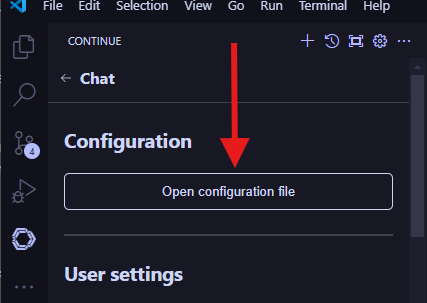 File Edit Selection View Go Run Terminal Help
CONTINUE
Chat
4
Configuration
Open configuration file
User settings